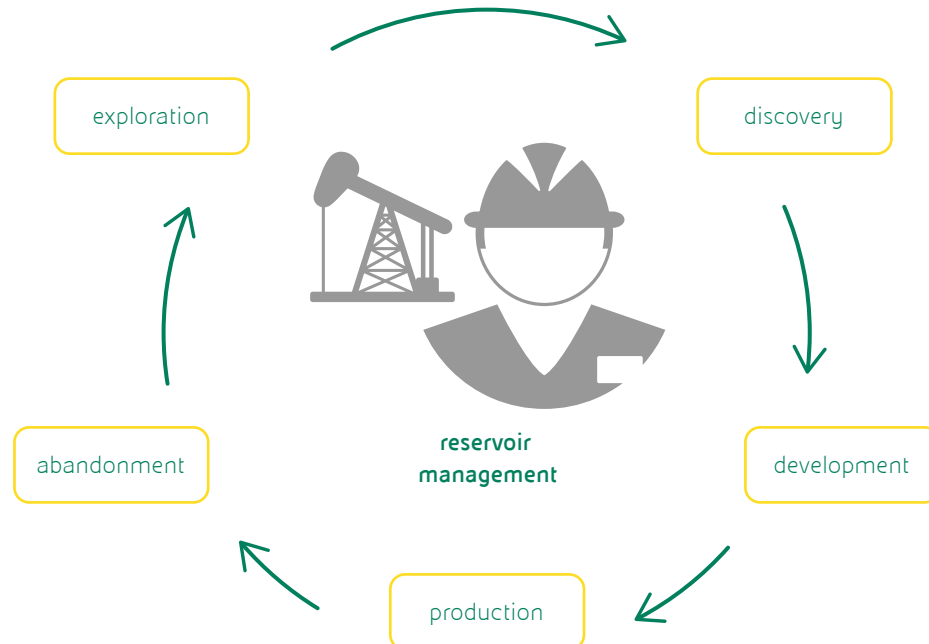 exploration
discovery
reservoir
management
abandonment
development
production